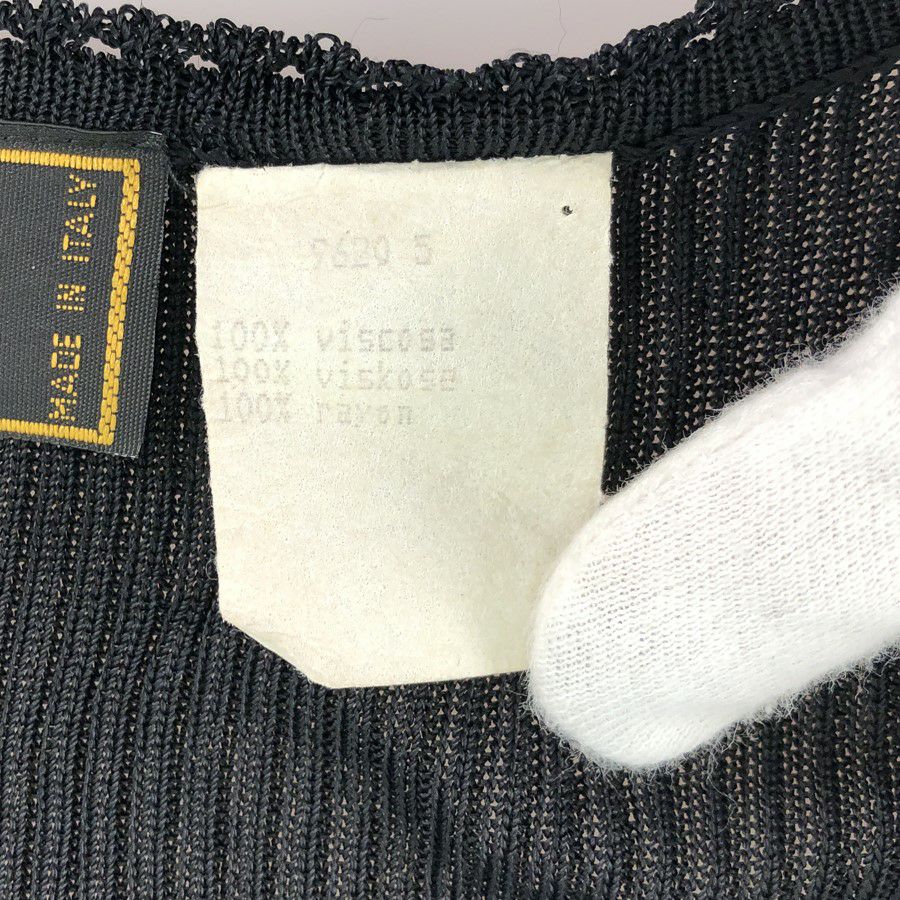 MADE IN ITALY
9620 5
100% viscosa
100% viskose
100% rayon